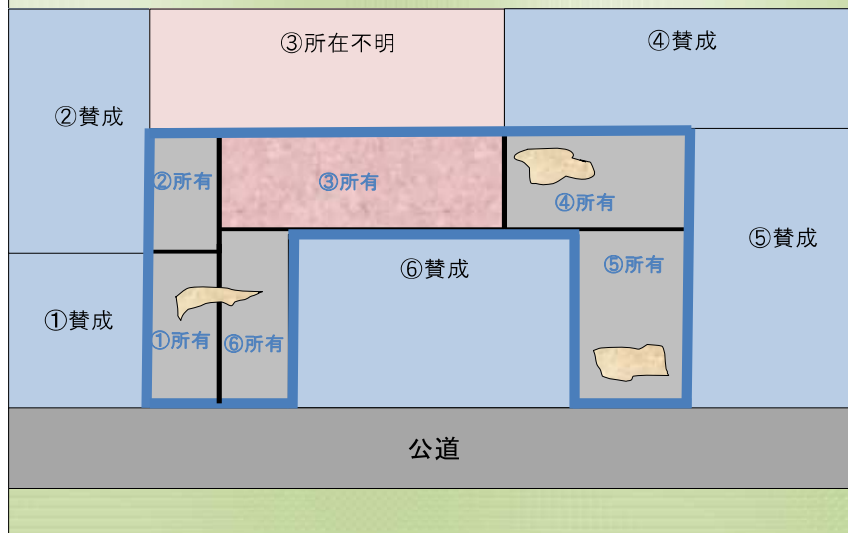 ③所在不明
④賛成
②賛成
②所有
③所有
④所有
⑤賛成
⑥賛成
⑤所有
①賛成
①所有
⑥所有
公道